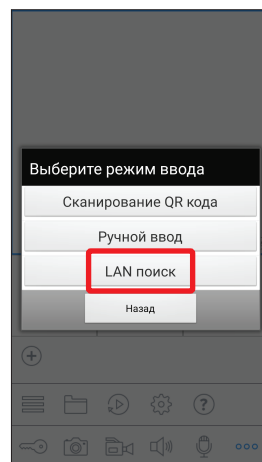 Выберите режим ввода
Сканирование QR кода
Ручной ввод
LAN поиск
Назад